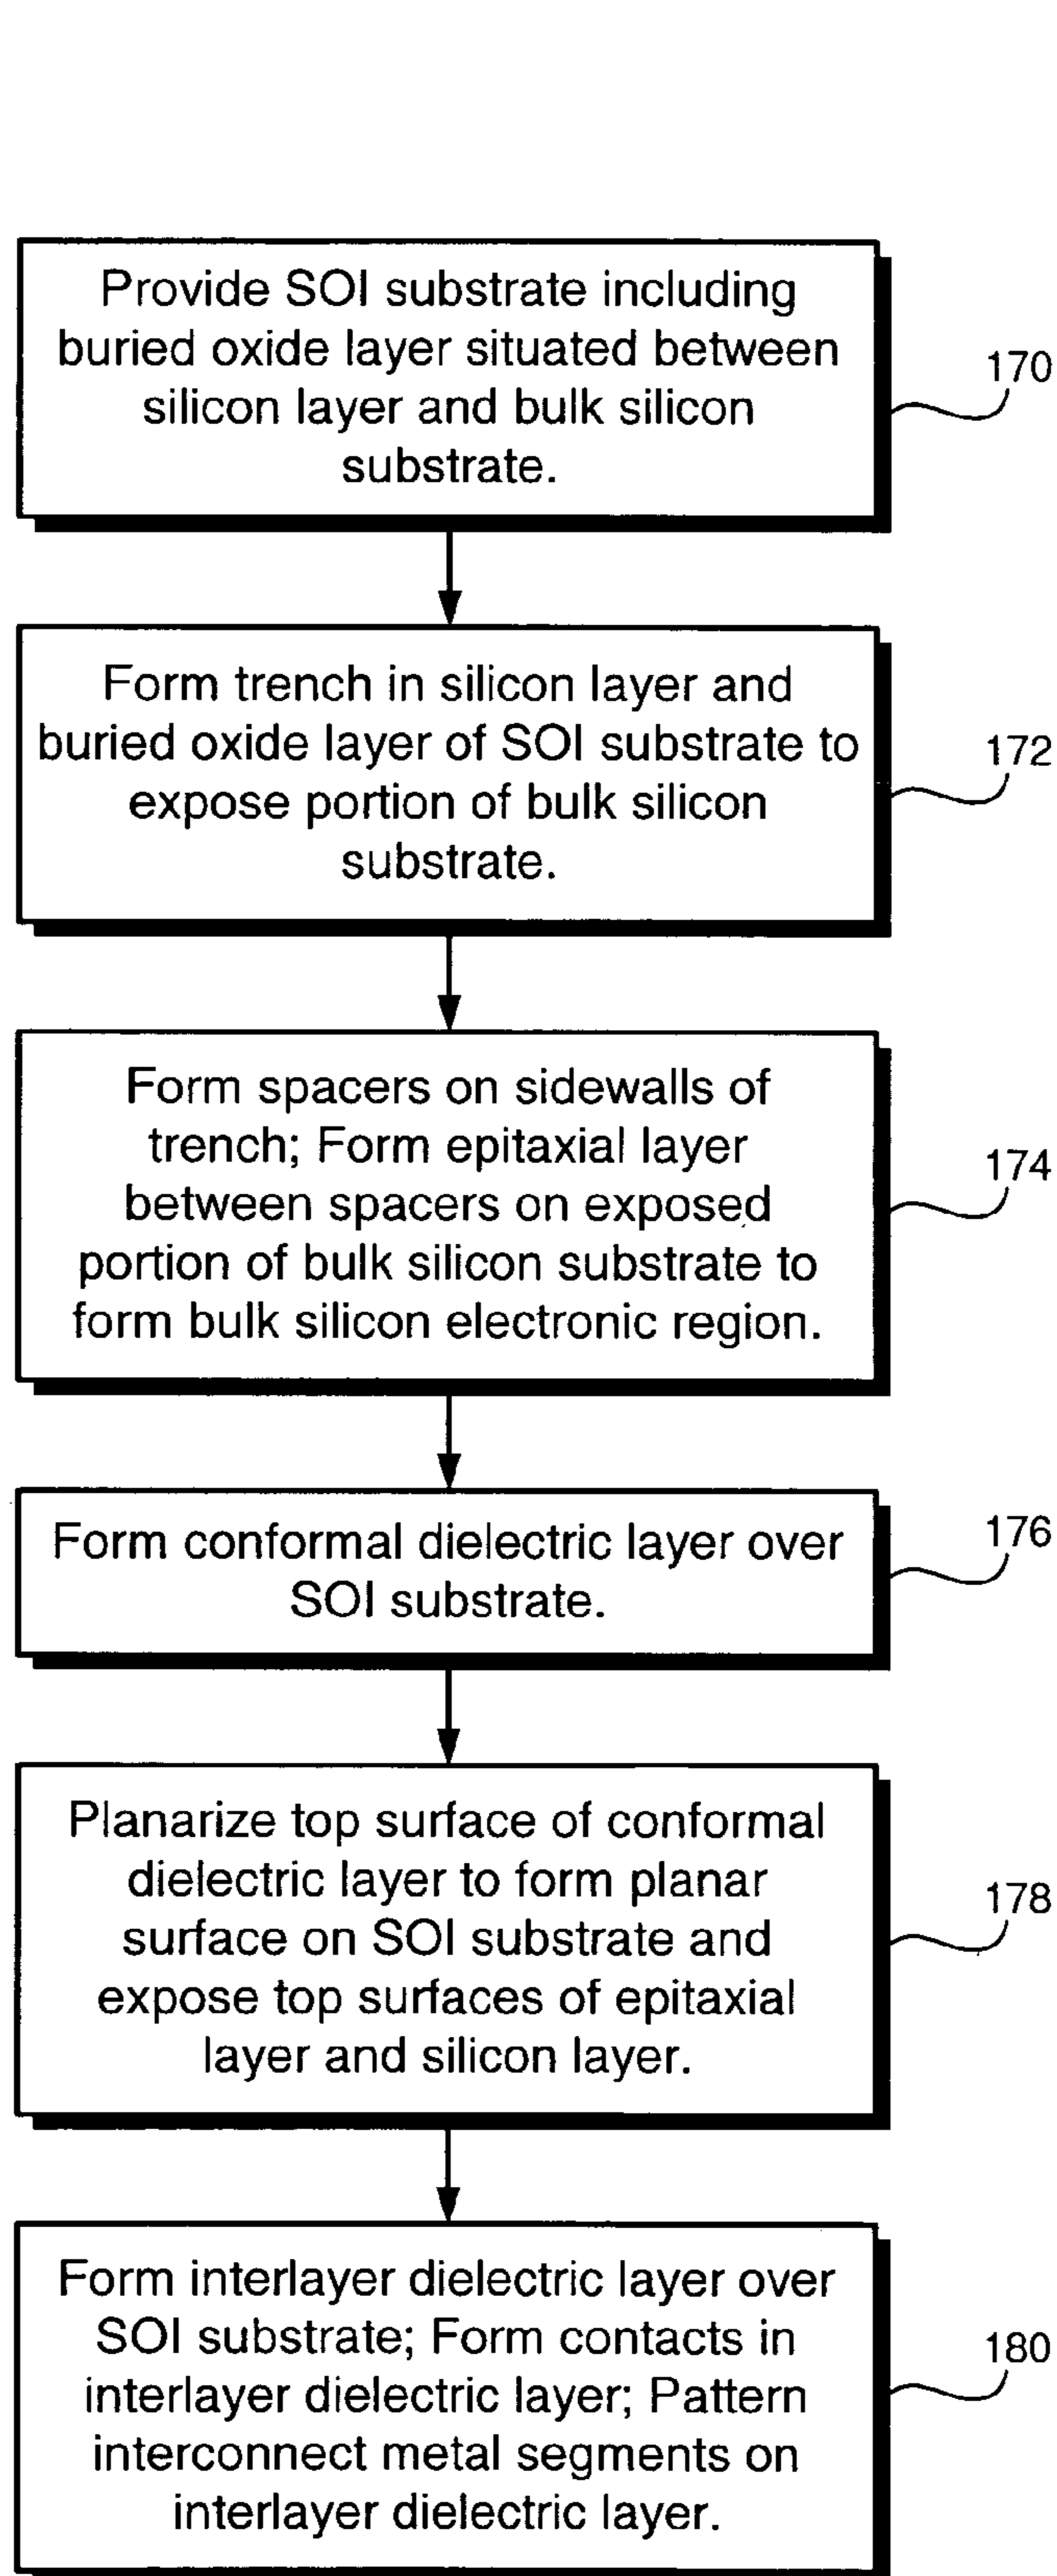 Provide SOI substrate including
buried oxide layer situated between
silicon layer and bulk silicon
substrate.
170
Form trench in silicon layer and
buried oxide layer of SOI substrate to
expose portion of bulk silicon
substrate.
172
Form spacers on sidewalls of
trench; Form epitaxial layer
between spacers on exposed
portion of bulk silicon substrate to
form bulk silicon electronic region.
174
Form conformal dielectric layer over
SOI substrate.
176
Planarize top surface of conformal
dielectric layer to form planar
surface on SOI substrate and
expose top surfaces of epitaxial
layer and silicon layer.
178
Form interlayer dielectric layer over
SOI substrate; Form contacts in
interlayer dielectric layer; Pattern
interconnect metal segments on
interlayer dielectric layer.
180